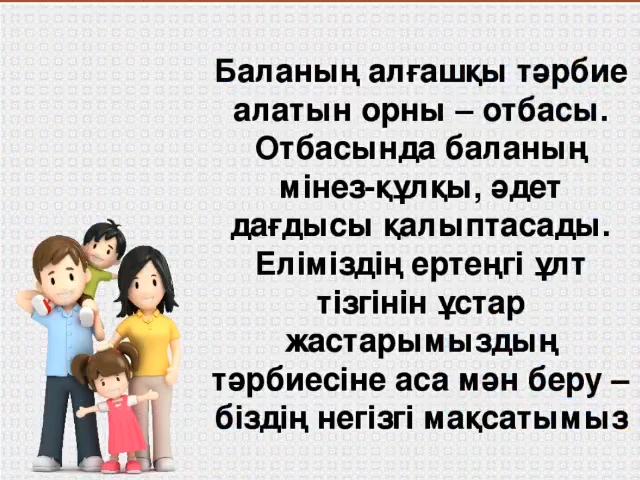 Баланың алғашқы тәрбие
алатын орны – отбасы.
Отбасында баланың
мінез-құлқы, әдет
дағдысы қалыптасады.
Еліміздің ертеңгі ұлт
тізгінін ұстар
жастарымыздың
тәрбиесіне аса мән беру –
біздің негізгі мақсатымыз